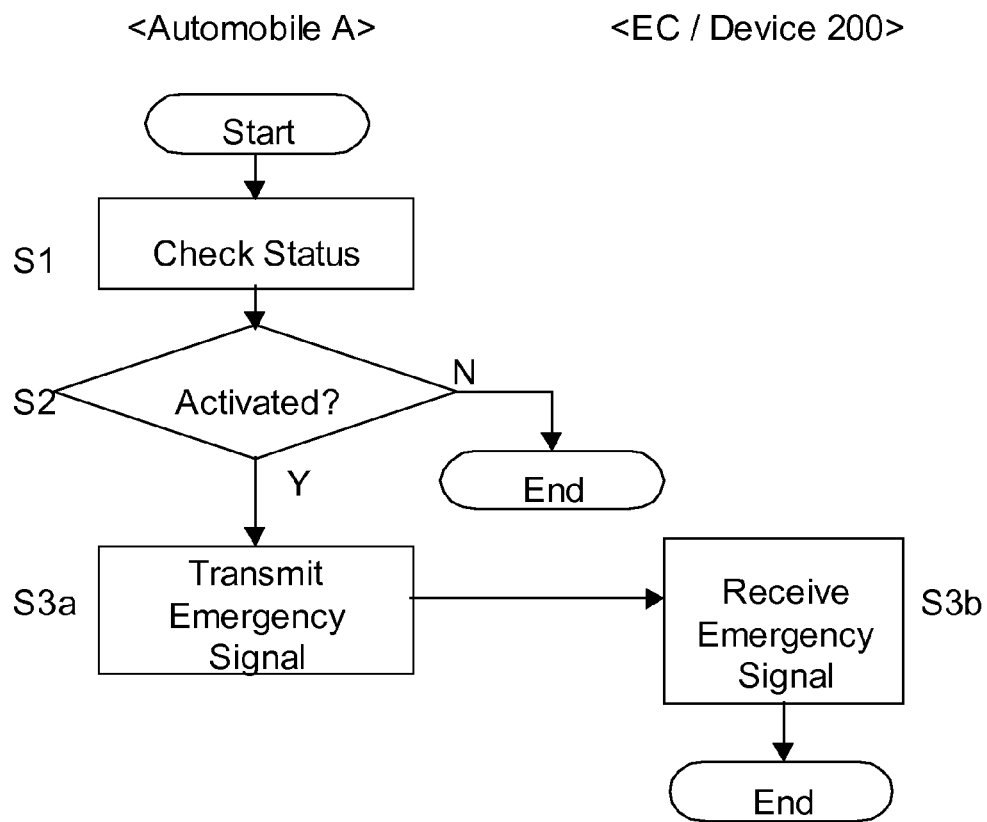 <Automobile A>
<EC / Device 200>
Start
S1
Check Status
S2
Activated?
N
Y
End
S3a
Transmit
Emergency
Signal
Receive
Emergency
Signal
S3b
End